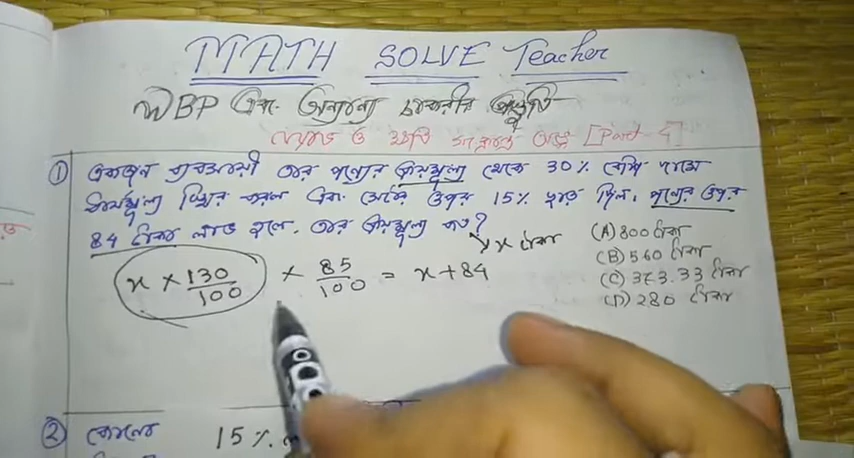 MATH SOLVE Teacher
WBP এবং অন্যান্য চাকরীর প্রস্তুতি
লাভ ও ক্ষতি অঙ্ক [Part-4]
① একজন ব্যবসায়ী তার পণ্যের ক্রয়মূল্য থেকে 30% বেশি দামে
ধার্যমূল্য স্থির করল এবং সেটির উপর 15% ছাড় দিল, পণ্যের উপর
84 টাকা লাভ হলে, তার ক্রয়মূল্য কত?
x টাকা
(A) 800 টাকা
(B) 560 টাকা
(C) 373.33 টাকা
(D) 280 টাকা
x × 130/100 × 85/100 = x + 84
② কোনো 15%